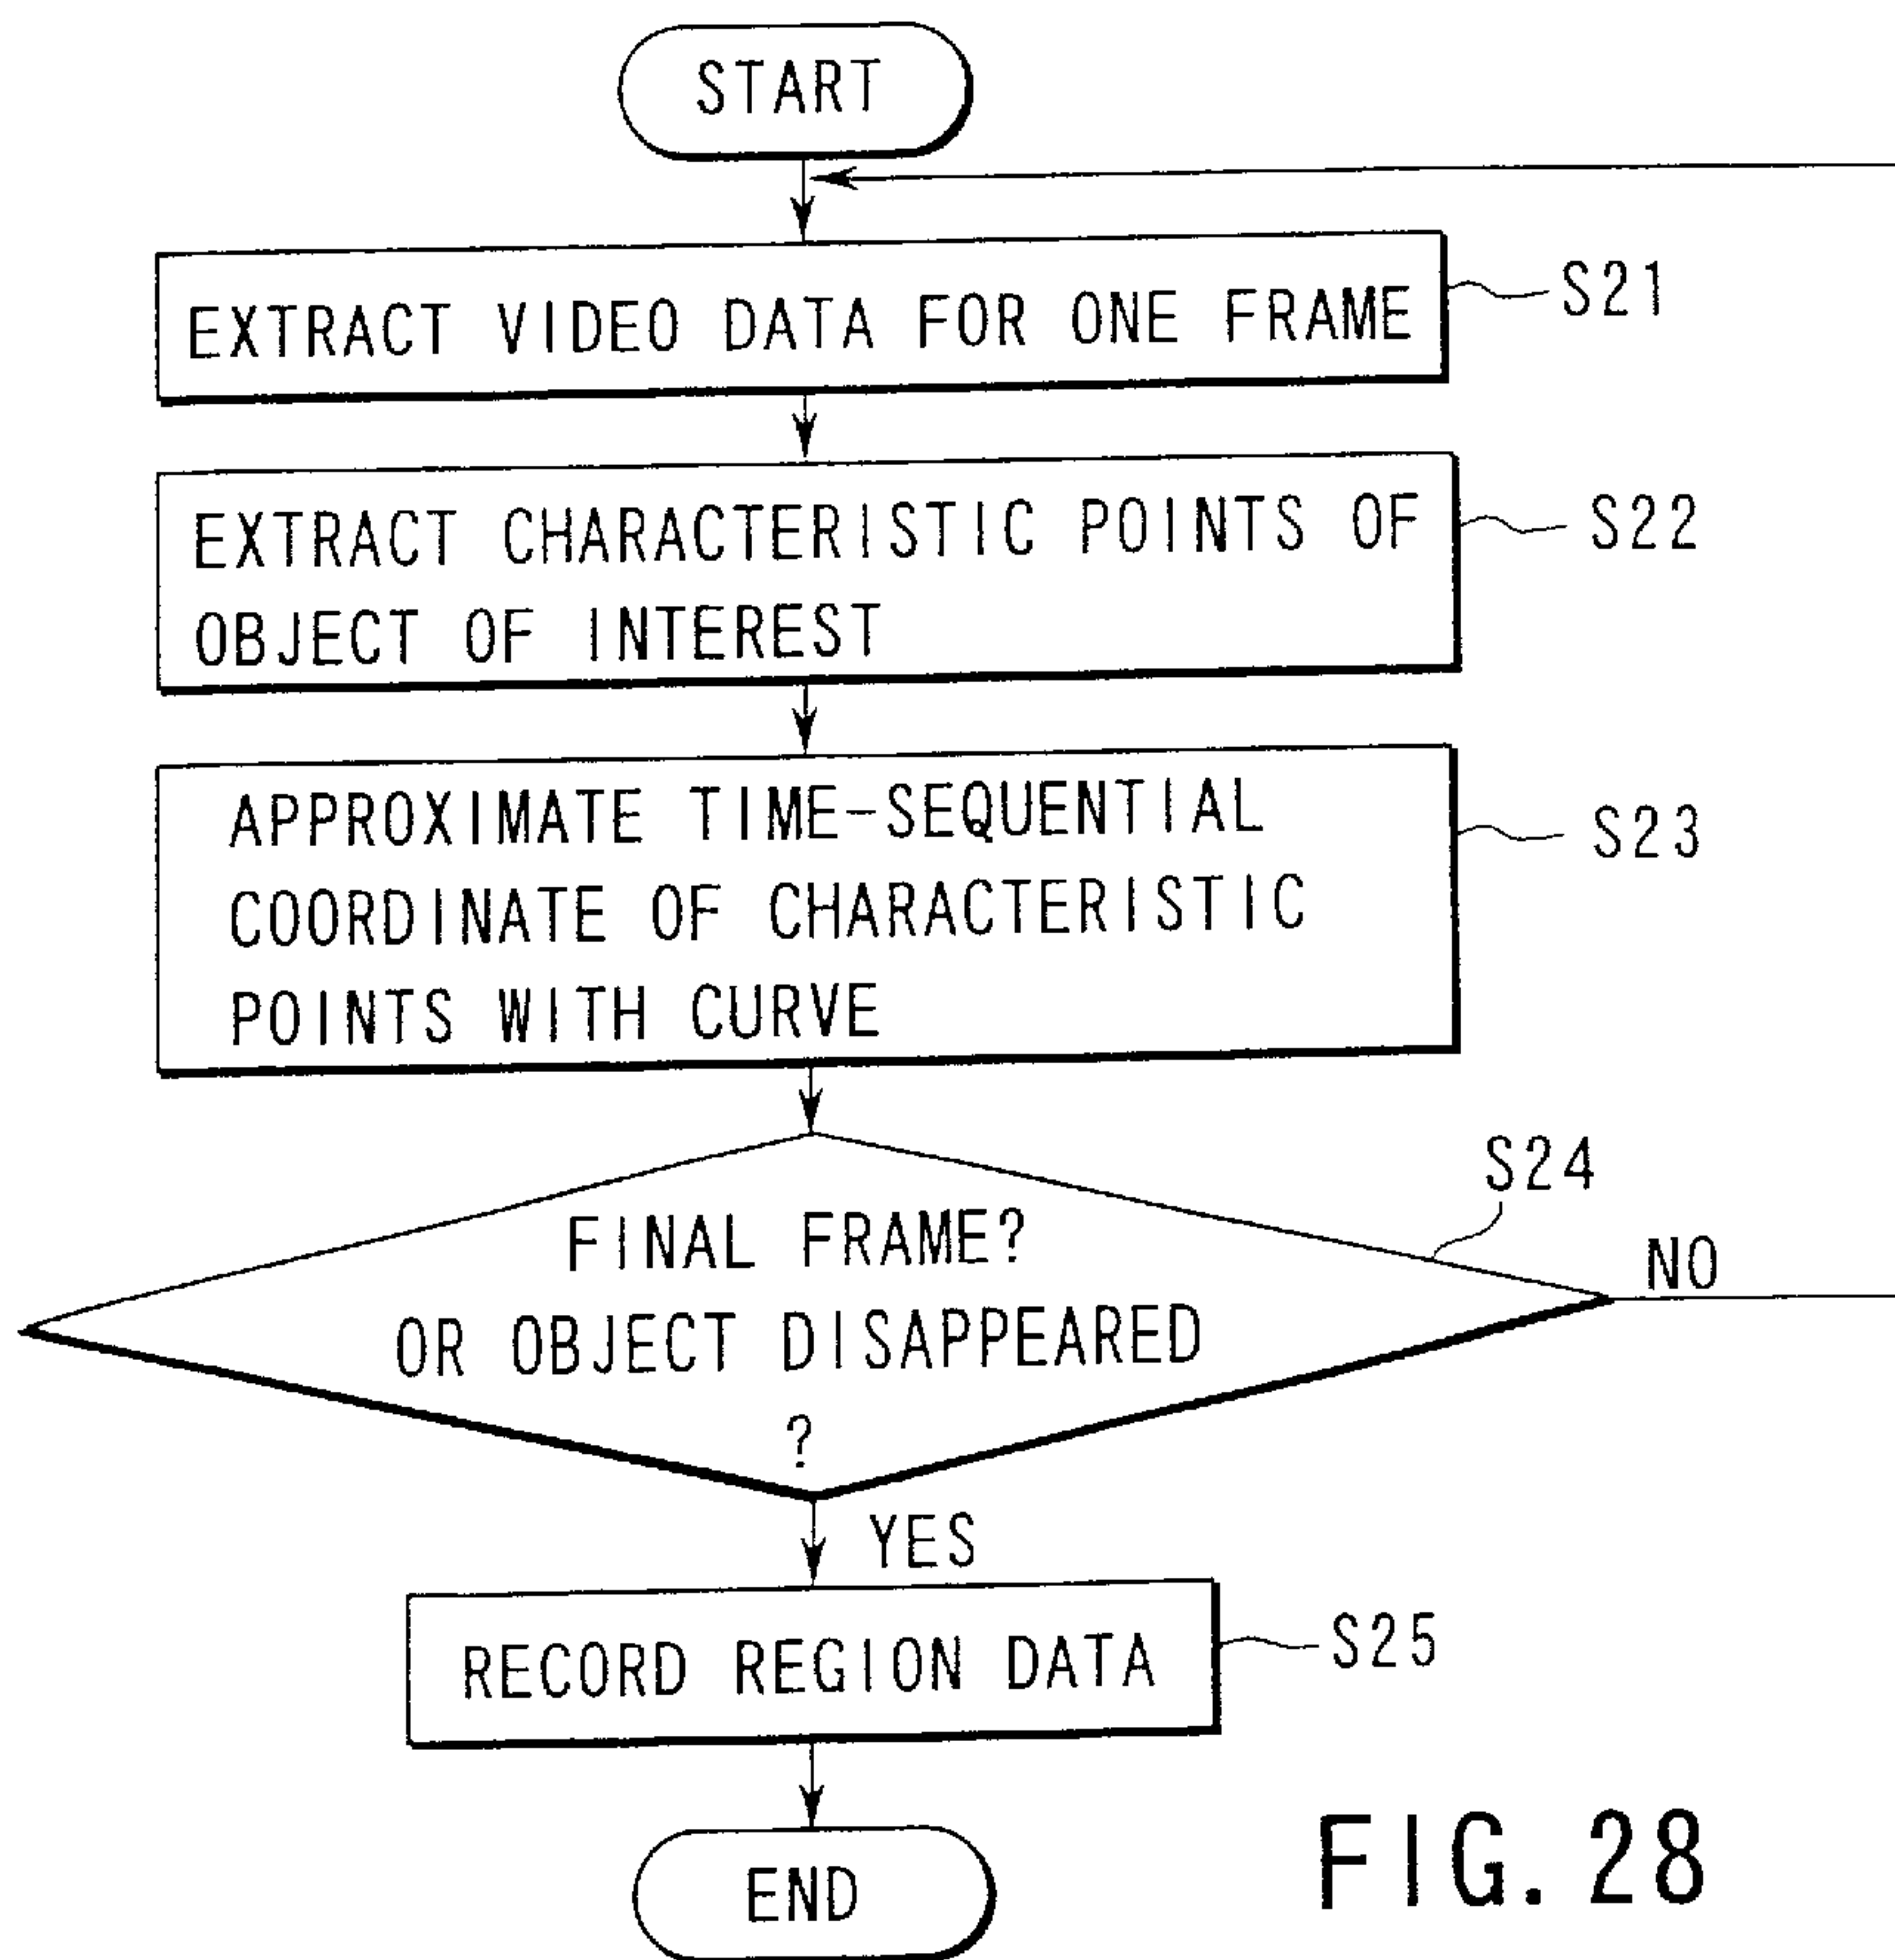 START
EXTRACT VIDEO DATA FOR ONE FRAME
S21
EXTRACT CHARACTERISTIC POINTS OF
OBJECT OF INTEREST
S22
APPROXIMATE TIME-SEQUENTIAL
COORDINATE OF CHARACTERISTIC
POINTS WITH CURVE
S23
FINAL FRAME?
OR OBJECT DISAPPEARED
?
S24
NO
YES
RECORD REGION DATA
S25
END
FIG. 28